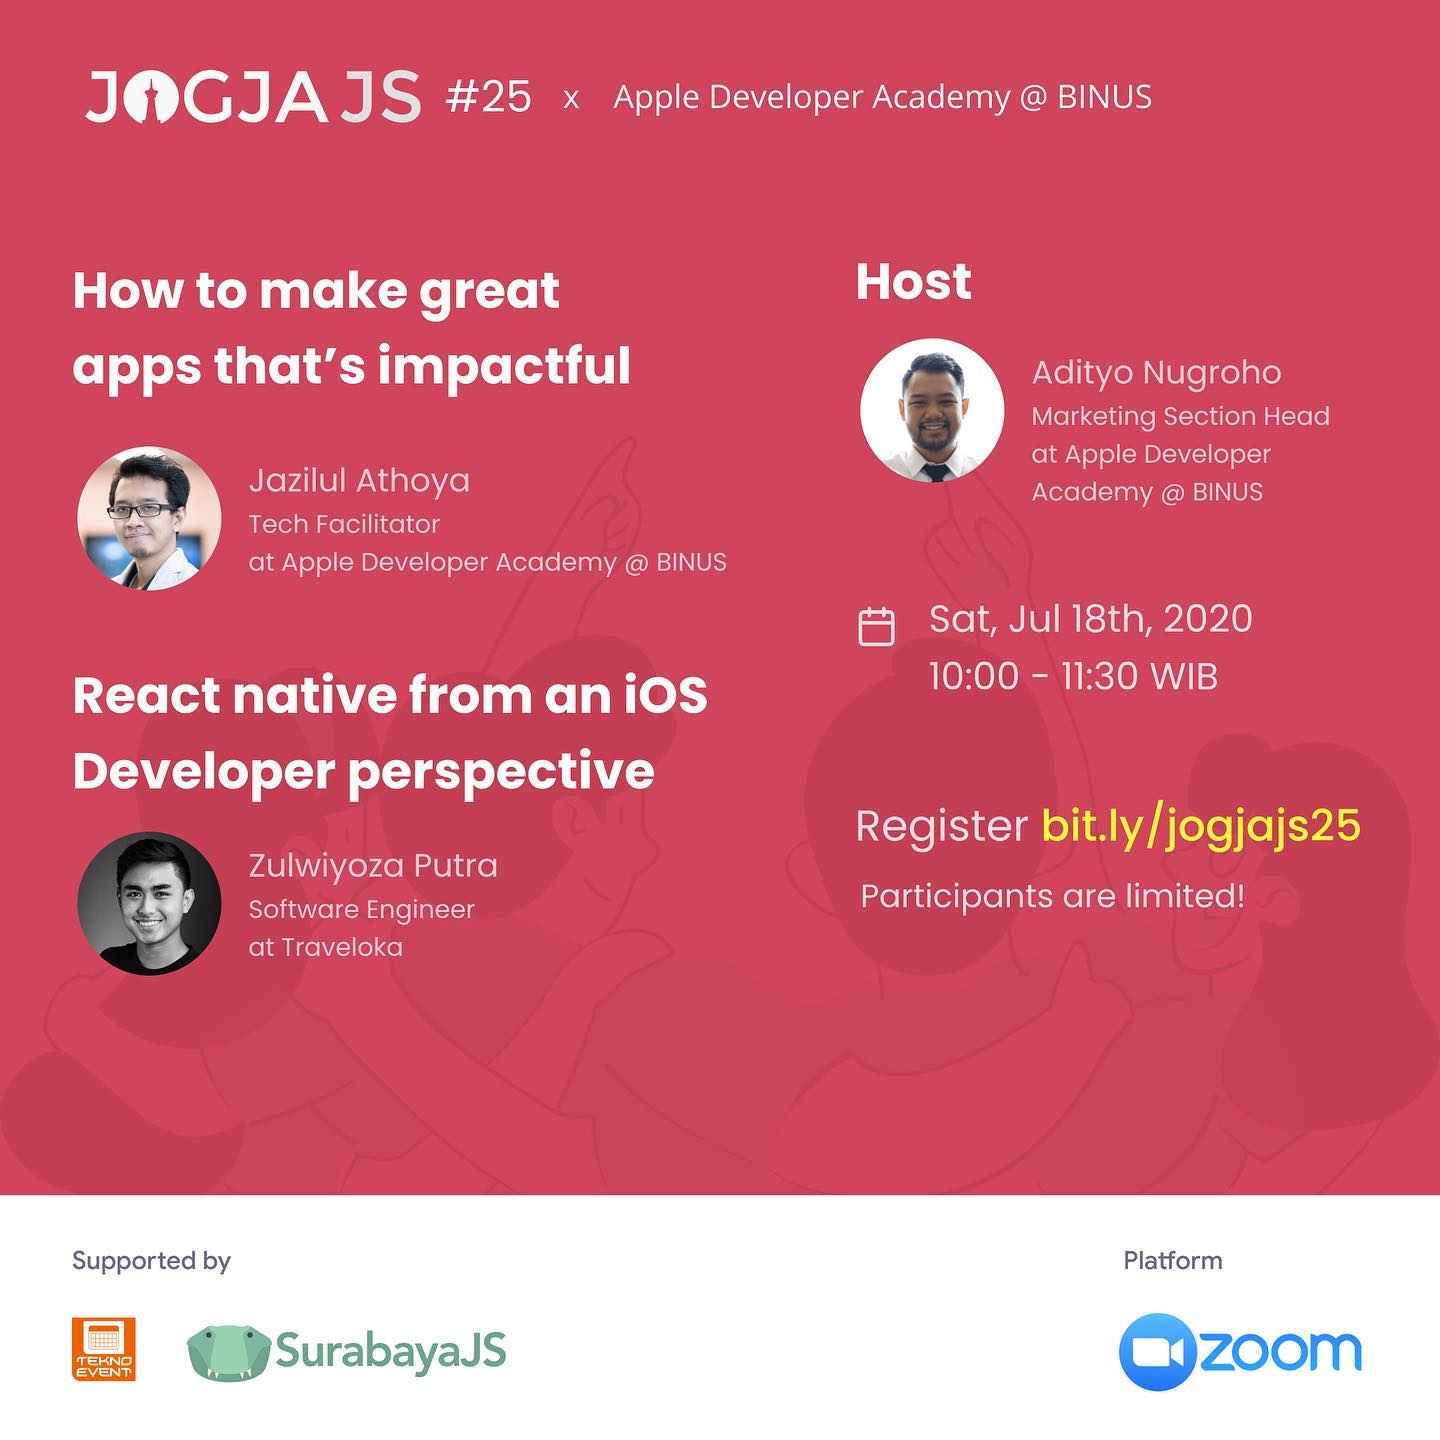 JOGJA JS #25 x Apple Developer Academy @ BINUS
How to make great
apps that’s impactful
Jazilul Athoya
Tech Facilitator
at Apple Developer Academy @ BINUS
React native from an iOS
Developer perspective
Zulwiyoza Putra
Software Engineer
at Traveloka
Host
Adityo Nugroho
Marketing Section Head
at Apple Developer
Academy @ BINUS
Sat, Jul 18th, 2020
10:00 - 11:30 WIB
Register bit.ly/jogjajs25
Participants are limited!
Supported by
TEKNO
EVENT
SurabayaJS
Platform
zoom